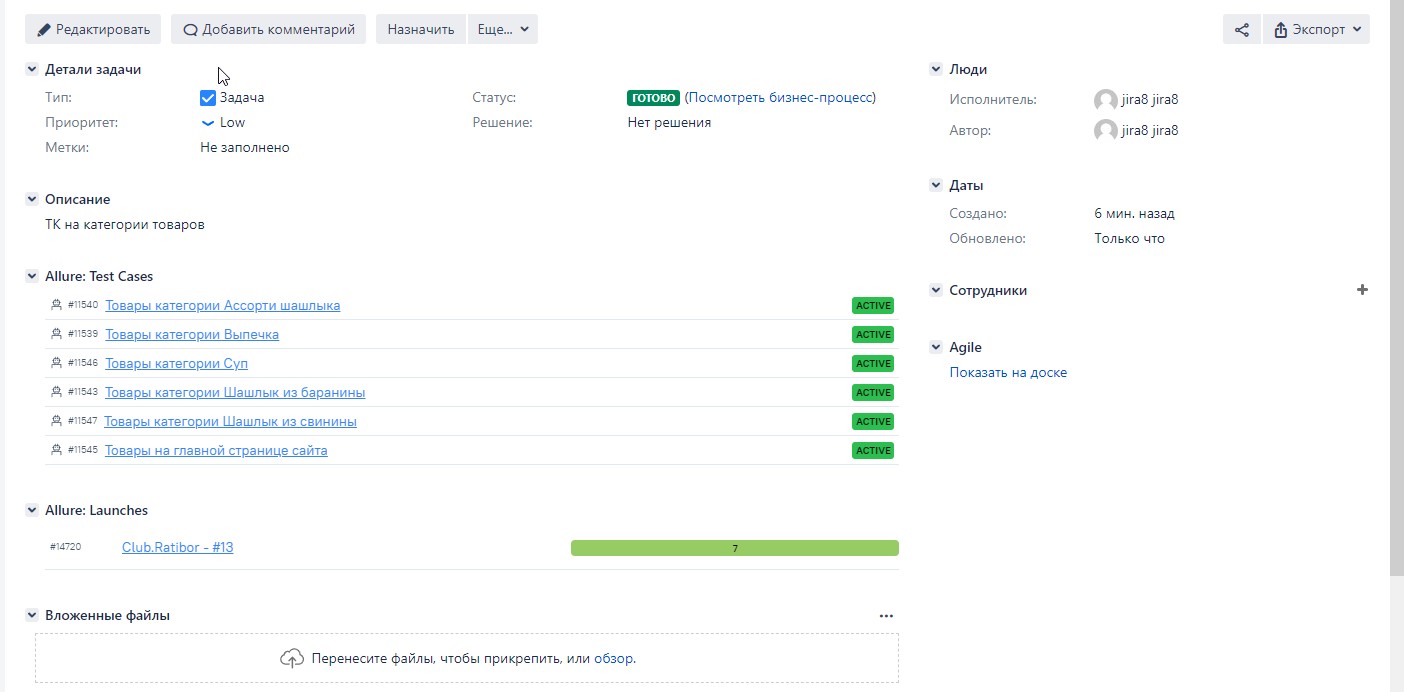 Редактировать
Добавить комментарий
Назначить
Еще...
Экспорт
Детали задачи
Тип: Задача
Статус: ГОТОВО (Посмотреть бизнес-процесс)
Приоритет: Low
Решение: Нет решения
Метки: Не заполнено
Описание
ТК на категории товаров
Allure: Test Cases
#11540 Товары категории Ассорти шашлыка ACTIVE
#11539 Товары категории Выпечка ACTIVE
#11546 Товары категории Суп ACTIVE
#11543 Товары категории Шашлык из баранины ACTIVE
#11547 Товары категории Шашлык из свинины ACTIVE
#11545 Товары на главной странице сайта ACTIVE
Allure: Launches
#14720 Club.Ratibor - #13 7
Вложенные файлы
Перенесите файлы, чтобы прикрепить, или обзор.
Люди
Исполнитель: jira8 jira8
Автор: jira8 jira8
Даты
Создано: 6 мин. назад
Обновлено: Только что
Сотрудники
Agile
Показать на доске